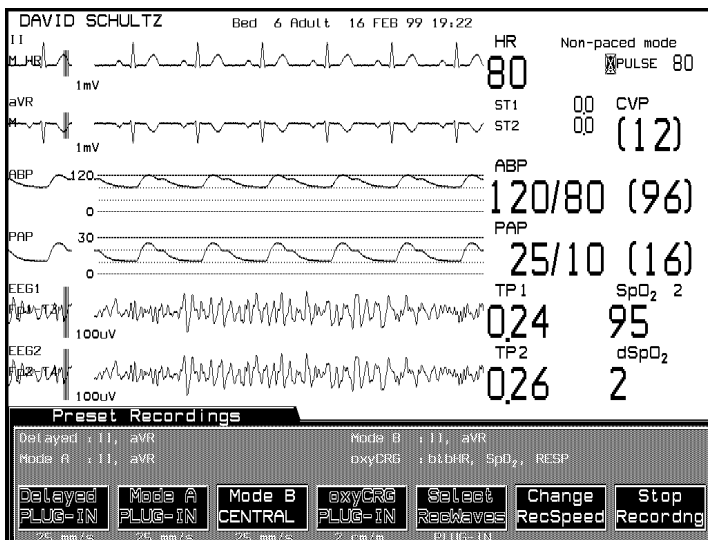 DAVID SCHULTZ Bed 6 Adult 16 FEB 99 19:22
II HR Non-paced mode
M HR 80 PULSE 80
1mV
aVR ST1 0.0 CVP
M ST2 0.0 (12)
1mV
ABP 120 ABP
0 120/80 (96)
PAP 30 PAP
0 25/10 (16)
EEG1 TP1 SpO₂ 2
Fp1-T3 0.24 95
100uV
EEG2 TP2 dSpO₂
Fp2-T4 0.26 2
100uV
Preset Recordings
Delayed : II, aVR Mode B : II, aVR
Mode A : II, aVR oxyCRG : btbHR, SpO₂, RESP
Delayed Mode A Mode B oxyCRG Select Change Stop
PLUG-IN PLUG-IN CENTRAL PLUG-IN RecWaves RecSpeed Recordng
25 mm/s 25 mm/s 25 mm/s 2 cm/m PLUG-IN